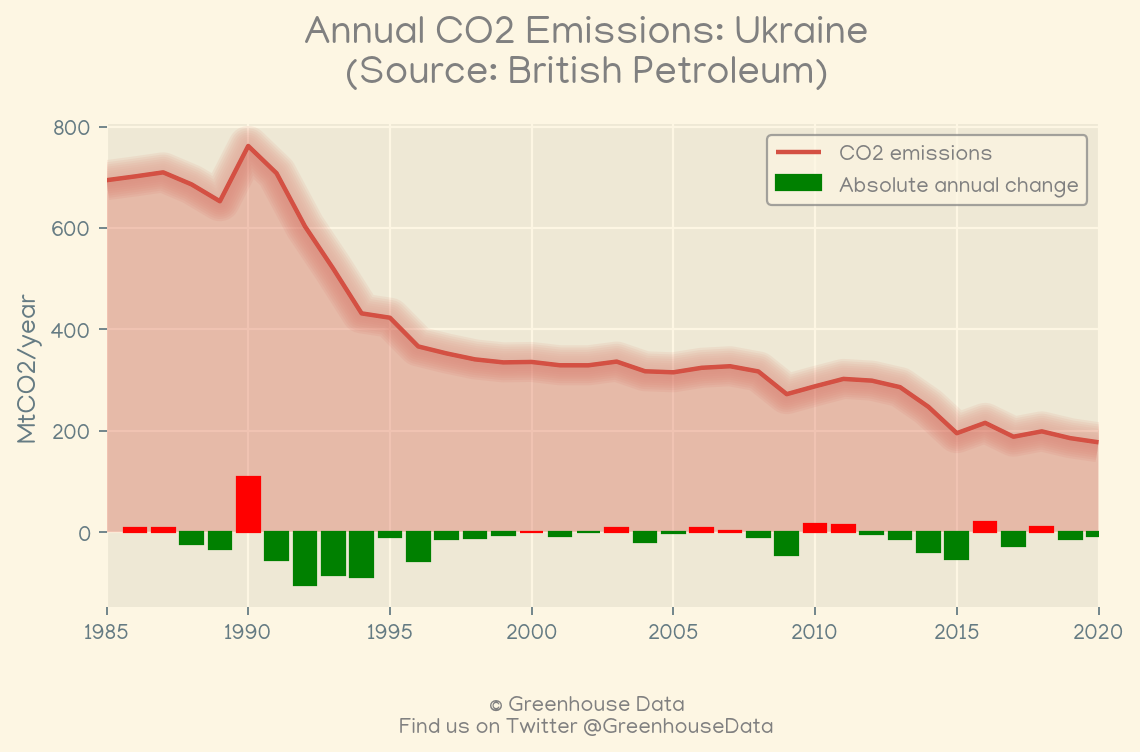 Annual CO2 Emissions: Ukraine
(Source: British Petroleum)
MtCO2/year
800
600
400
200
0
CO2 emissions
Absolute annual change
1985 1990 1995 2000 2005 2010 2015 2020
© Greenhouse Data
Find us on Twitter @GreenhouseData